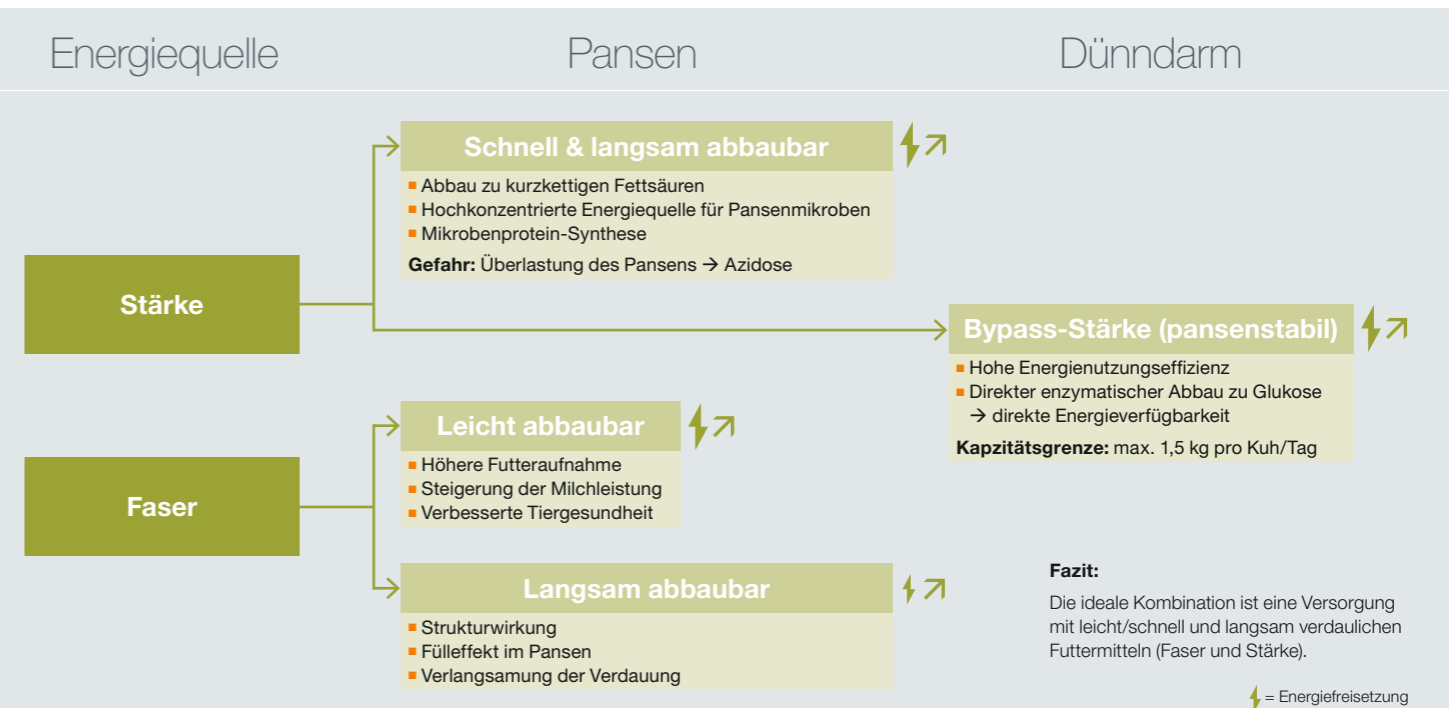 Energiequelle
Pansen
Dünndarm
Schnell & langsam abbaubar
Abbau zu kurzkettigen Fettsäuren
Hochkonzentrierte Energiequelle für Pansenmikroben
Mikrobenprotein-Synthese
Gefahr: Überlastung des Pansens → Azidose
Stärke
Bypass-Stärke (pansenstabil)
Hohe Energienutzungseffizienz
Direkter enzymatischer Abbau zu Glukose
→ direkte Energieverfügbarkeit
Kapzitätsgrenze: max. 1,5 kg pro Kuh/Tag
Leicht abbaubar
Höhere Futteraufnahme
Steigerung der Milchleistung
Verbesserte Tiergesundheit
Faser
Langsam abbaubar
Strukturwirkung
Fülleffekt im Pansen
Verlangsamung der Verdauung
Fazit:
Die ideale Kombination ist eine Versorgung
mit leicht/schnell und langsam verdaulichen
Futtermitteln (Faser und Stärke).
= Energiefreisetzung